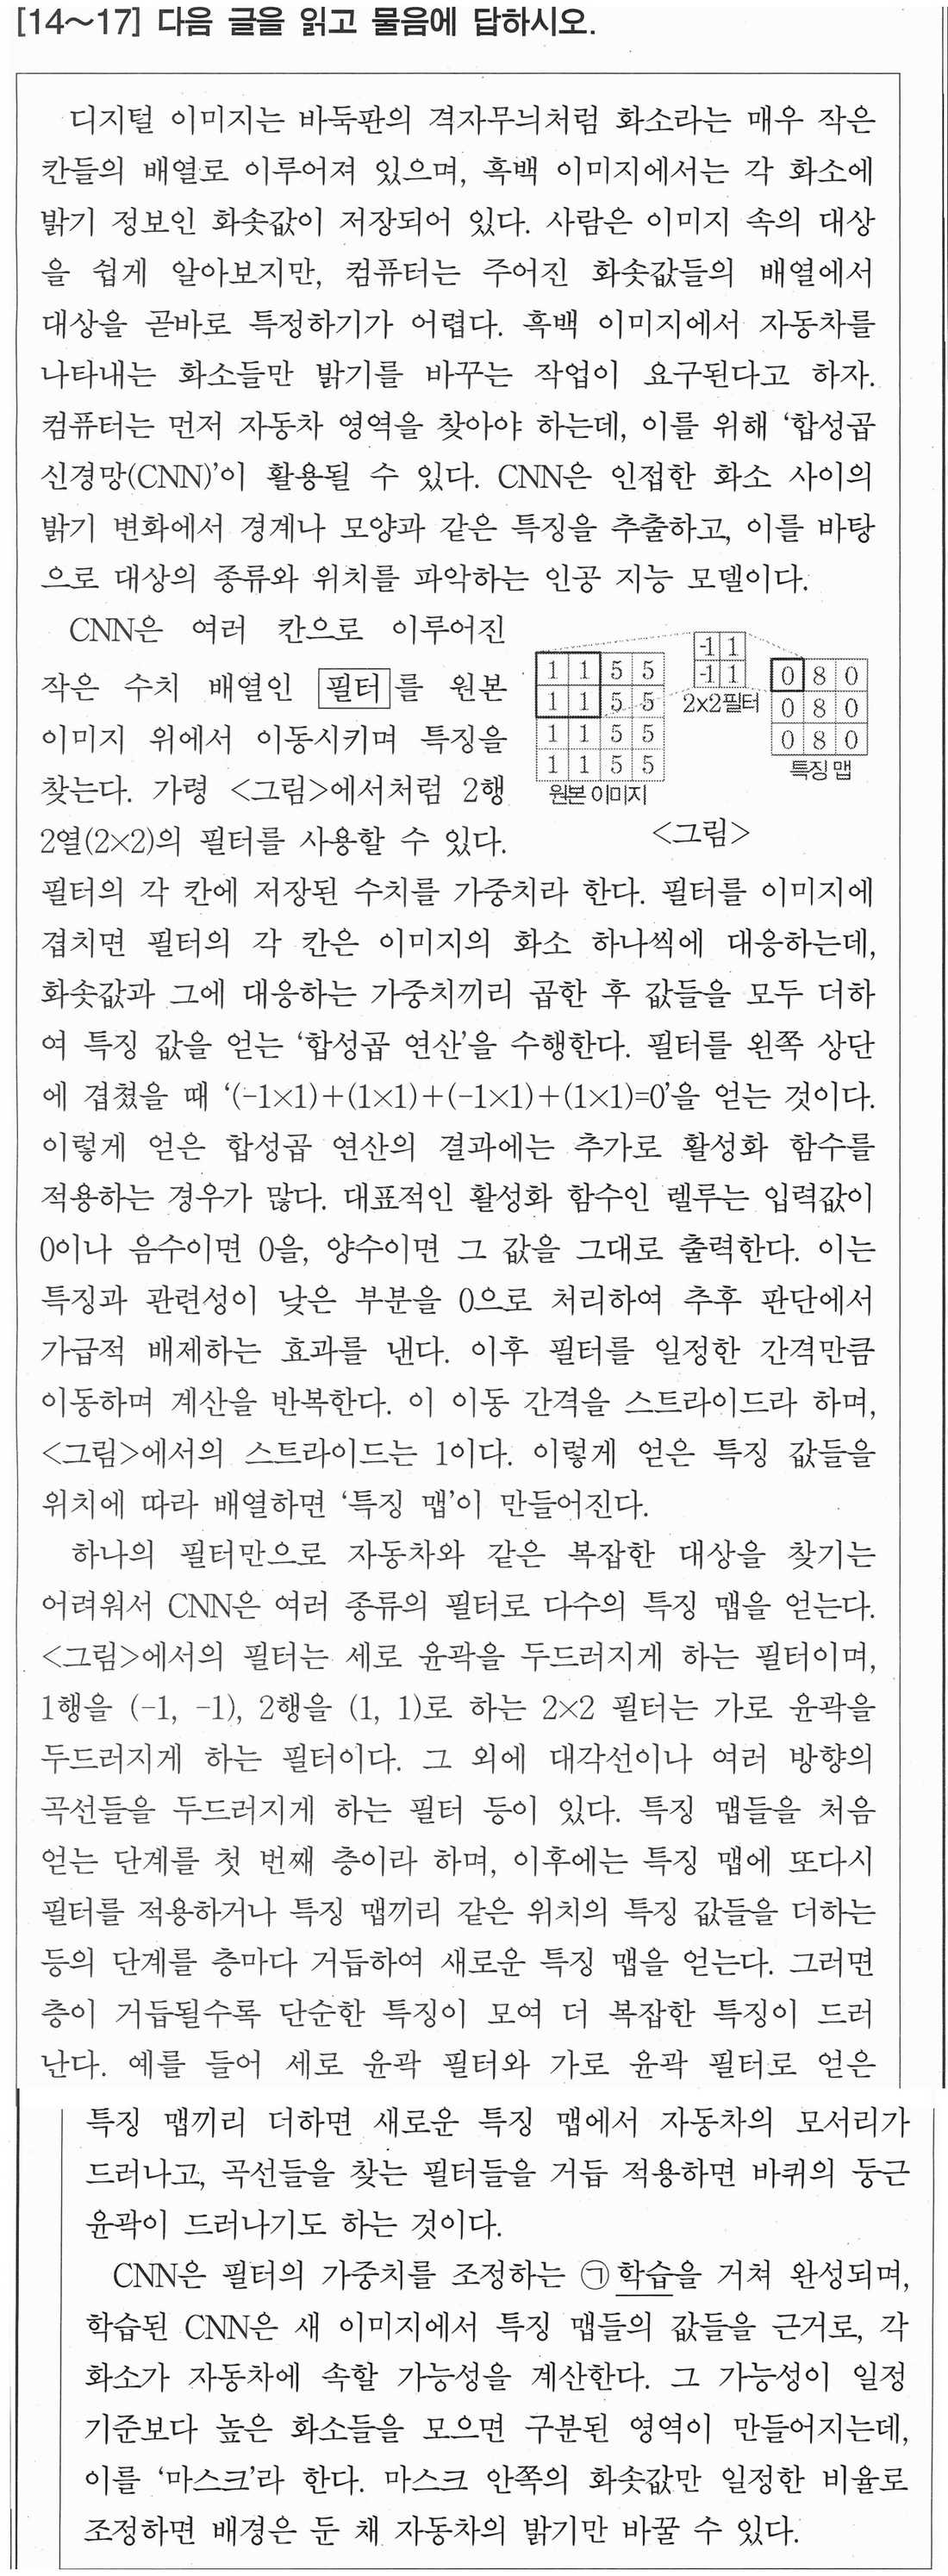 [14~17] 다음 글을 읽고 물음에 답하시오.
디지털 이미지는 바둑판의 격자무늬처럼 화소라는 매우 작은
칸들의 배열로 이루어져 있으며, 흑백 이미지에서는 각 화소에
밝기 정보인 화솟값이 저장되어 있다. 사람은 이미지 속의 대상
을 쉽게 알아보지만, 컴퓨터는 주어진 화솟값들의 배열에서
대상을 곧바로 특정하기가 어렵다. 흑백 이미지에서 자동차를
나타내는 화소들만 밝기를 바꾸는 작업이 요구된다고 하자.
컴퓨터는 먼저 자동차 영역을 찾아야 하는데, 이를 위해 ‘합성곱
신경망(CNN)’이 활용될 수 있다. CNN은 인접한 화소 사이의
밝기 변화에서 경계나 모양과 같은 특징을 추출하고, 이를 바탕
으로 대상의 종류와 위치를 파악하는 인공 지능 모델이다.
CNN은 여러 칸으로 이루어진
작은 수치 배열인 필터를 원본
이미지 위에서 이동시키며 특징을
찾는다. 가령 <그림>에서처럼 2행
2열(2×2)의 필터를 사용할 수 있다.
1 1 5 5
1 1 5 5
1 1 5 5
1 1 5 5
원본 이미지
-1 1
-1 1
2×2필터
0 8 0
0 8 0
0 8 0
특징 맵
<그림>
필터의 각 칸에 저장된 수치를 가중치라 한다. 필터를 이미지에
겹치면 필터의 각 칸은 이미지의 화소 하나씩에 대응하는데,
화솟값과 그에 대응하는 가중치끼리 곱한 후 값들을 모두 더하
여 특징 값을 얻는 ‘합성곱 연산’을 수행한다. 필터를 왼쪽 상단
에 겹쳤을 때 ‘(-1×1)+(1×1)+(-1×1)+(1×1)=0’을 얻는 것이다.
이렇게 얻은 합성곱 연산의 결과에는 추가로 활성화 함수를
적용하는 경우가 많다. 대표적인 활성화 함수인 렐루는 입력값이
0이나 음수이면 0을, 양수이면 그 값을 그대로 출력한다. 이는
특징과 관련성이 낮은 부분을 0으로 처리하여 추후 판단에서
가급적 배제하는 효과를 낸다. 이후 필터를 일정한 간격만큼
이동하며 계산을 반복한다. 이 이동 간격을 스트라이드라 하며,
<그림>에서의 스트라이드는 1이다. 이렇게 얻은 특징 값들을
위치에 따라 배열하면 ‘특징 맵’이 만들어진다.
하나의 필터만으로 자동차와 같은 복잡한 대상을 찾기는
어려워서 CNN은 여러 종류의 필터로 다수의 특징 맵을 얻는다.
<그림>에서의 필터는 세로 윤곽을 두드러지게 하는 필터이며,
1행을 (-1, -1), 2행을 (1, 1)로 하는 2×2 필터는 가로 윤곽을
두드러지게 하는 필터이다. 그 외에 대각선이나 여러 방향의
곡선들을 두드러지게 하는 필터 등이 있다. 특징 맵들을 처음
얻는 단계를 첫 번째 층이라 하며, 이후에는 특징 맵에 또다시
필터를 적용하거나 특징 맵끼리 같은 위치의 특징 값들을 더하는
등의 단계를 층마다 거듭하여 새로운 특징 맵을 얻는다. 그러면
층이 거듭될수록 단순한 특징이 모여 더 복잡한 특징이 드러
난다. 예를 들어 세로 윤곽 필터와 가로 윤곽 필터로 얻은
특징 맵끼리 더하면 새로운 특징 맵에서 자동차의 모서리가
드러나고, 곡선들을 찾는 필터들을 거듭 적용하면 바퀴의 둥근
윤곽이 드러나기도 하는 것이다.
CNN은 필터의 가중치를 조정하는 ㉠학습을 거쳐 완성되며,
학습된 CNN은 새 이미지에서 특징 맵들의 값들을 근거로, 각
화소가 자동차에 속할 가능성을 계산한다. 그 가능성이 일정
기준보다 높은 화소들을 모으면 구분된 영역이 만들어지는데,
이를 ‘마스크’라 한다. 마스크 안쪽의 화솟값만 일정한 비율로
조정하면 배경은 둔 채 자동차의 밝기만 바꿀 수 있다.